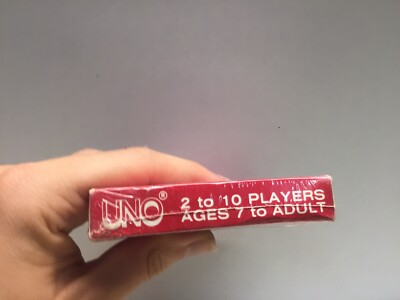 UNO®
2 to 10 PLAYERS
AGES 7 to ADULT